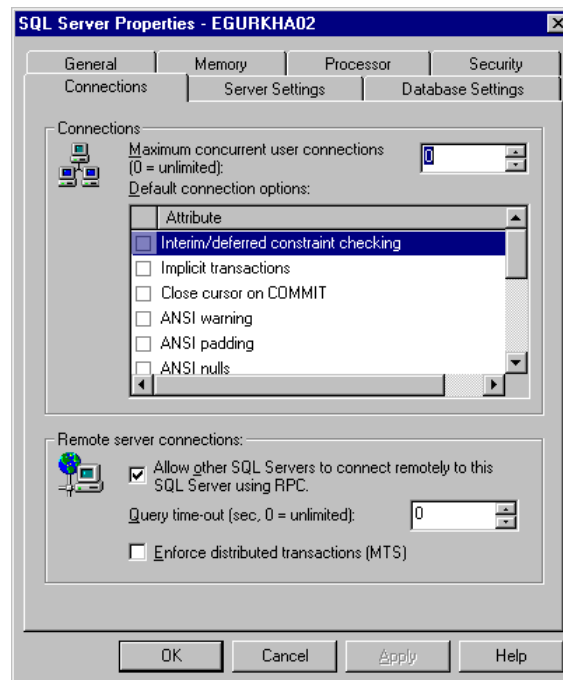 SQL Server Properties - EGURKHA02
General Memory Processor Security
Connections Server Settings Database Settings
Connections
Maximum concurrent user connections
(0 = unlimited):
0
Default connection options:
Attribute
Interim/deferred constraint checking
Implicit transactions
Close cursor on COMMIT
ANSI warning
ANSI padding
ANSI nulls
Remote server connections:
Allow other SQL Servers to connect remotely to this
SQL Server using RPC.
Query time-out (sec, 0 = unlimited): 0
Enforce distributed transactions (MTS)
OK Cancel Apply Help